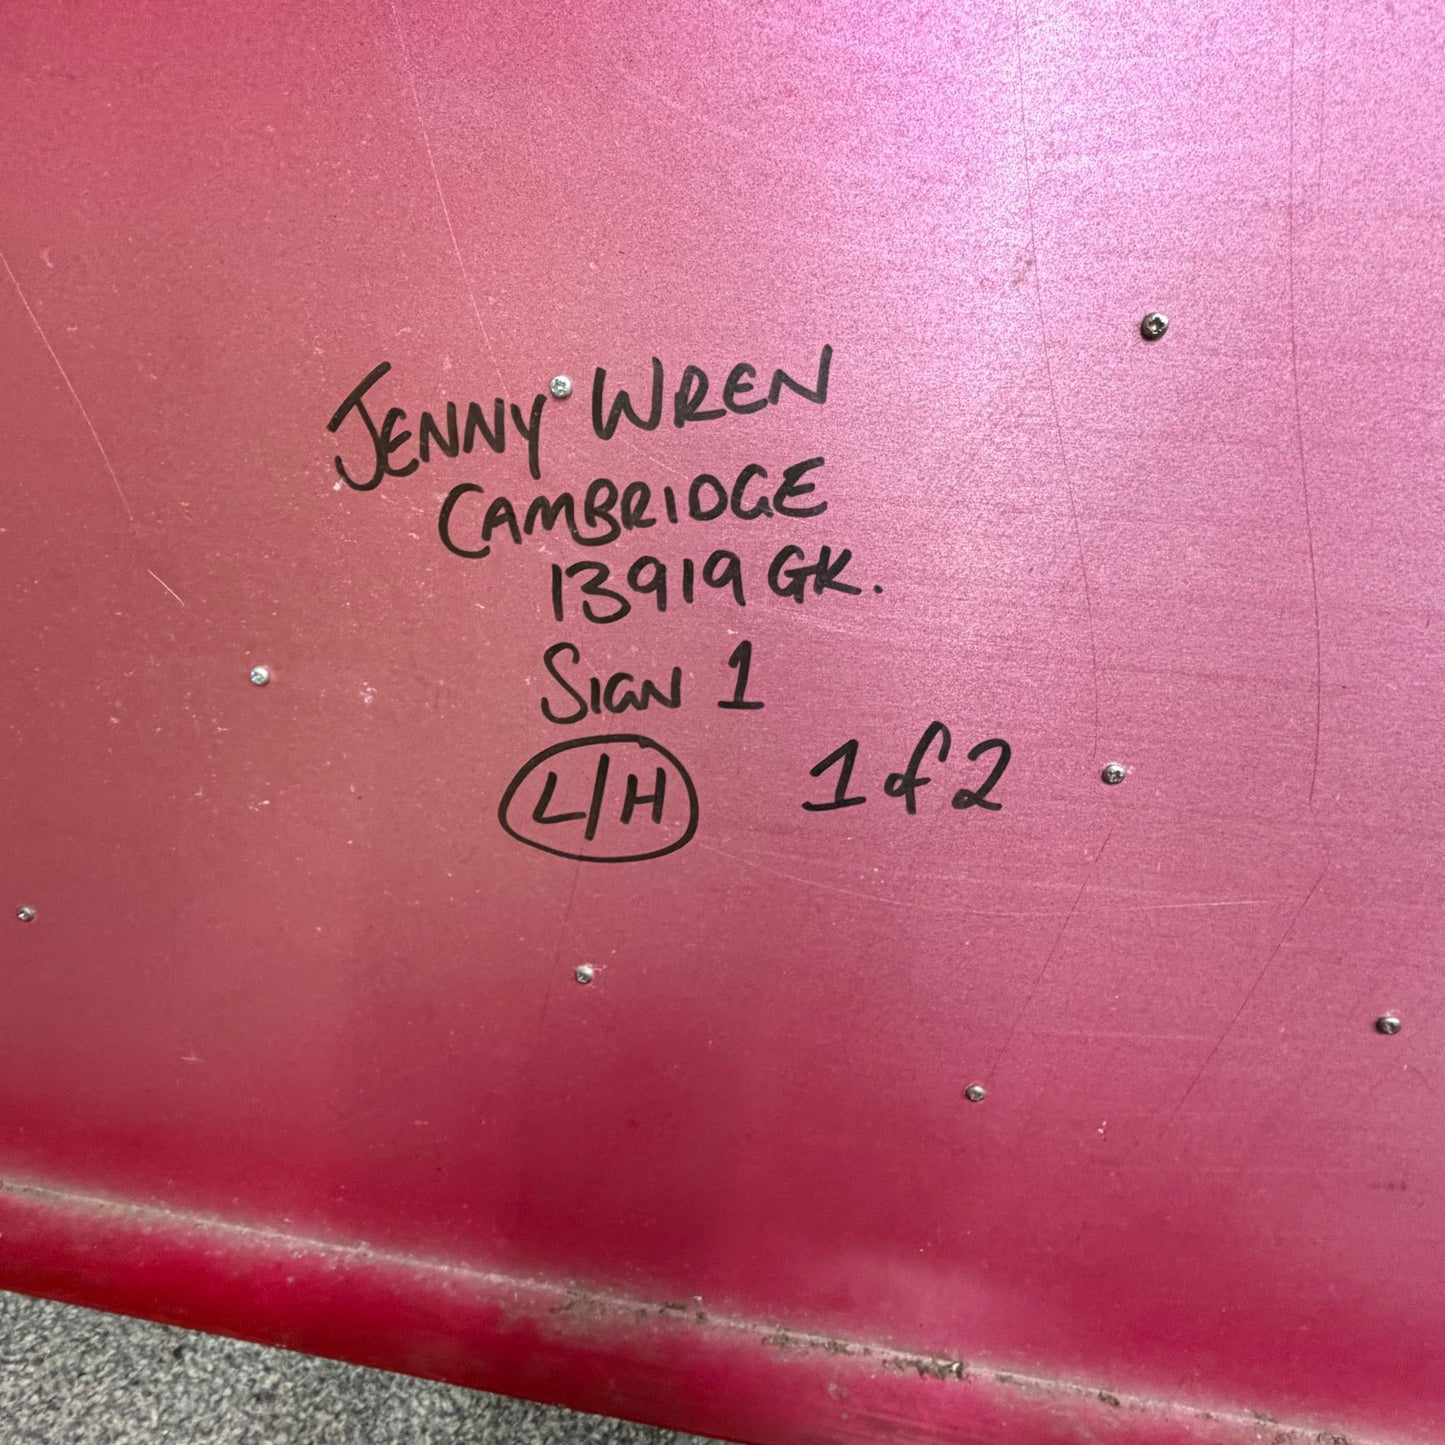 JENNY WREN
CAMBRIDGE
13919 GK.
SIGN 1
L/H 1 of 2